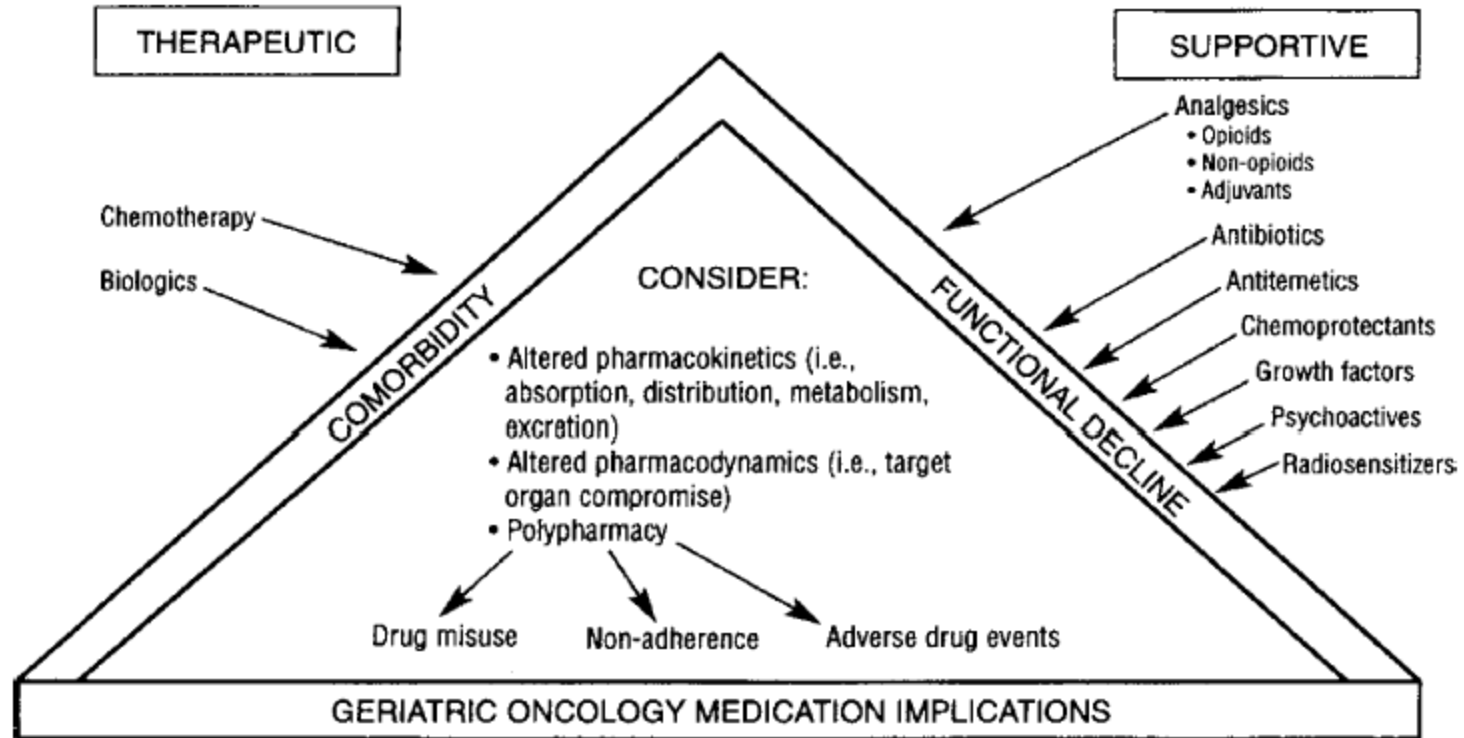 THERAPEUTIC
SUPPORTIVE
Chemotherapy
Biologics
Analgesics
• Opioids
• Non-opioids
• Adjuvants
Antibiotics
Antitemetics
Chemoprotectants
Growth factors
Psychoactives
Radiosensitizers
COMORBIDITY
FUNCTIONAL DECLINE
CONSIDER:
• Altered pharmacokinetics (i.e.,
absorption, distribution, metabolism,
excretion)
• Altered pharmacodynamics (i.e., target
organ compromise)
• Polypharmacy
Drug misuse
Non-adherence
Adverse drug events
GERIATRIC ONCOLOGY MEDICATION IMPLICATIONS